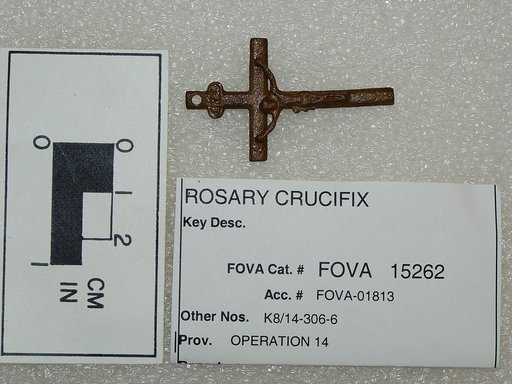 ROSARY CRUCIFIX
Key Desc.
FOVA Cat. # FOVA 15262
Acc. # FOVA-01813
Other Nos. K8/14-306-6
Prov. OPERATION 14
0 0
1
2
1
CM
IN